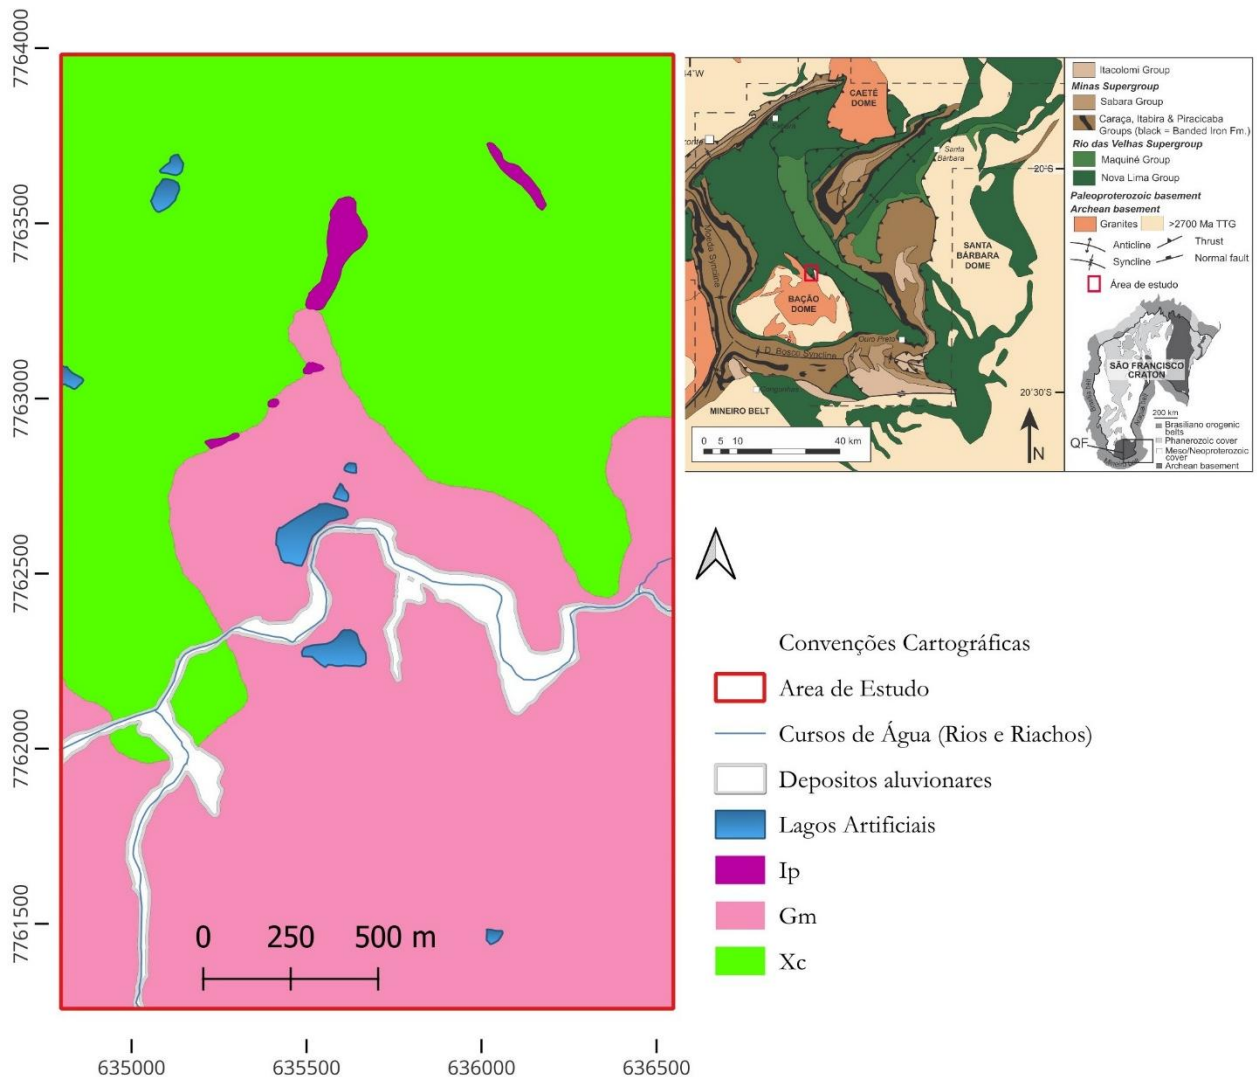 7764000
7763500
7763000
7762500
7762000
7761500
635000
635500
636000
636500
0 250 500 m
44°W
CAETÉ
DOME
Santa
Bárbara
20°S
Moeda Syncline
SANTA
BÁRBARA
DOME
BAÇÃO
DOME
Ouro Preto
D. Bosco Syncline
20°30'S
MINEIRO BELT
0 5 10 20 40 km
N
Itacolomi Group
Minas Supergroup
Sabara Group
Caraça, Itabira & Piracicaba
Groups (black = Banded Iron Fm.)
Rio das Velhas Supergroup
Maquiné Group
Nova Lima Group
Paleoproterozoic basement
Archean basement
Granites
>2700 Ma TTG
Anticline
Thrust
Syncline
Normal fault
Área de estudo
SÃO FRANCISCO
CRATON
200 km
Brasiliano orogenic
belts
Phanerozoic cover
Meso/Neoproterozoic
cover
Archean basement
QF
Convenções Cartográficas
Area de Estudo
Cursos de Água (Rios e Riachos)
Depositos aluvionares
Lagos Artificiais
Ip
Gm
Xc